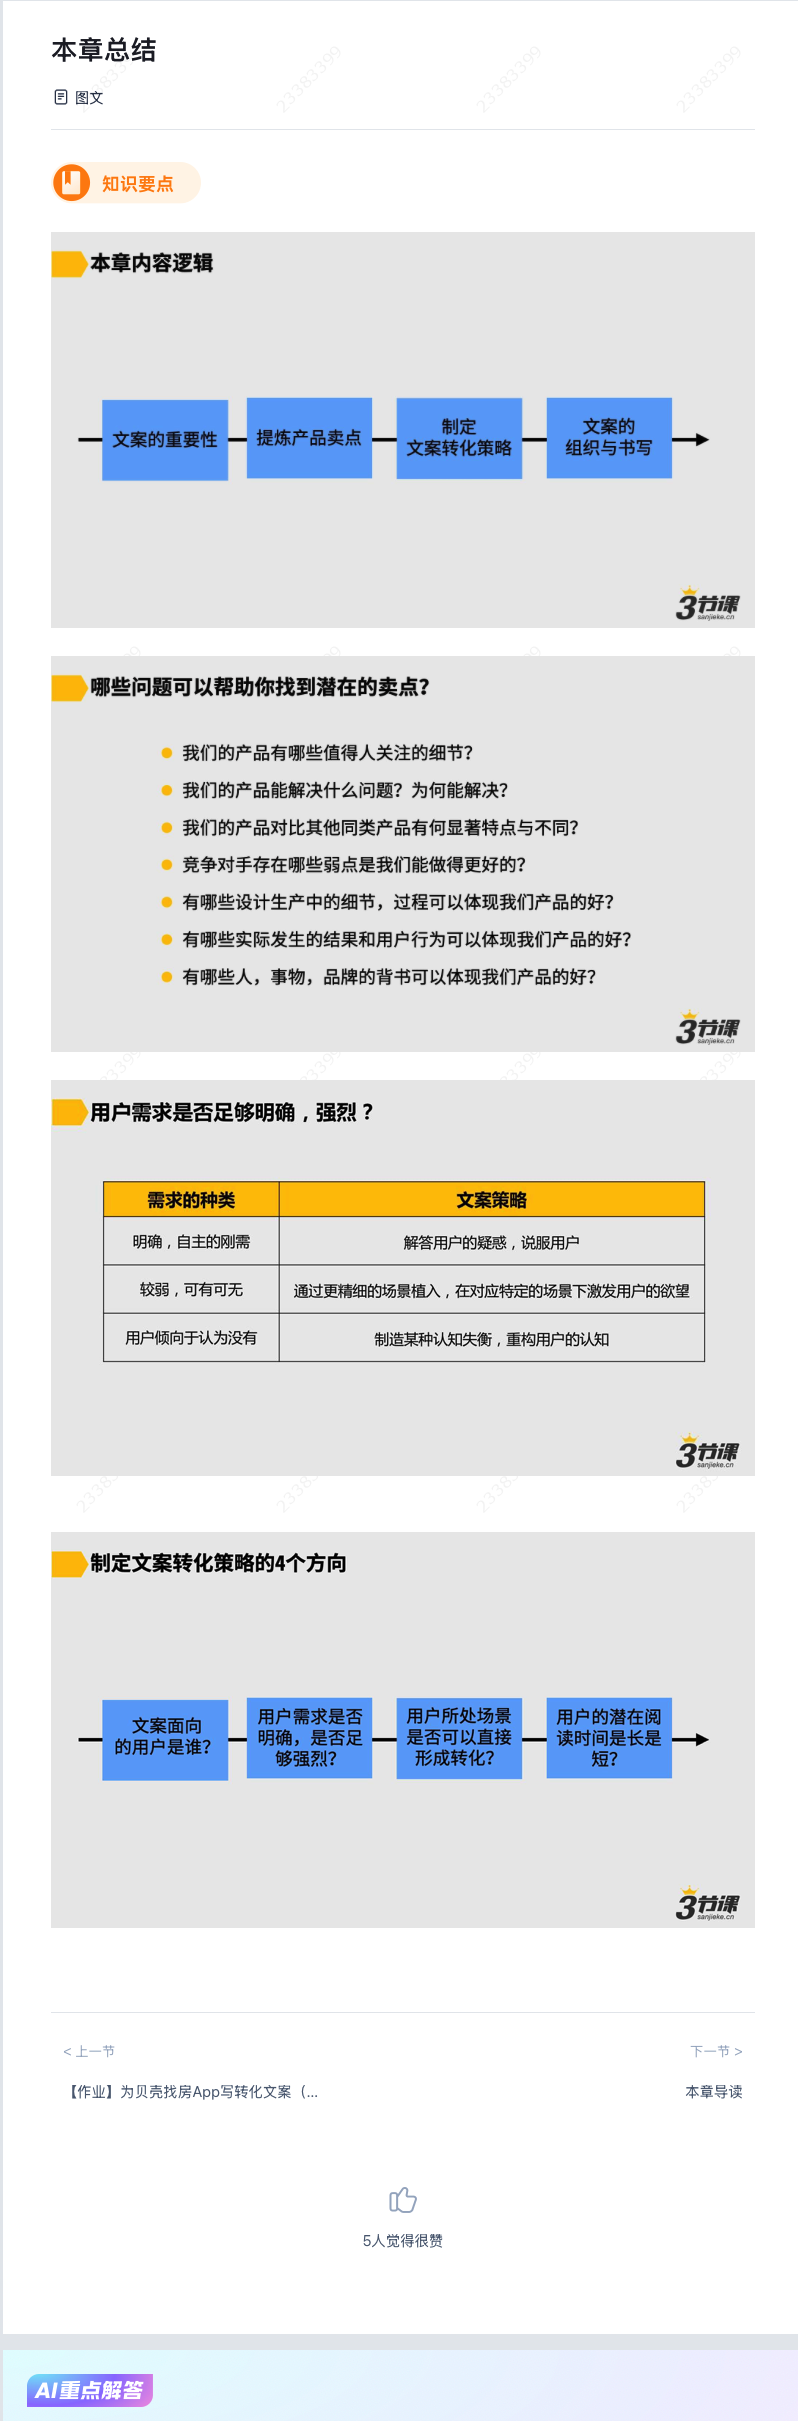 本章总结
图文
知识要点
本章内容逻辑
文案的重要性
提炼产品卖点
制定
文案转化策略
文案的
组织与书写
3节课
sanjieke.cn
哪些问题可以帮助你找到潜在的卖点？
我们的产品有哪些值得人关注的细节？
我们的产品能解决什么问题？为何能解决？
我们的产品对比其他同类产品有何显著特点与不同？
竞争对手存在哪些弱点是我们能做得更好的？
有哪些设计生产中的细节，过程可以体现我们产品的好？
有哪些实际发生的结果和用户行为可以体现我们产品的好？
有哪些人，事物，品牌的背书可以体现我们产品的好？
3节课
sanjieke.cn
用户需求是否足够明确，强烈？
需求的种类 文案策略
明确，自主的刚需 解答用户的疑惑，说服用户
较弱，可有可无 通过更精细的场景植入，在对应特定的场景下激发用户的欲望
用户倾向于认为没有 制造某种认知失衡，重构用户的认知
3节课
sanjieke.cn
制定文案转化策略的4个方向
文案面向
的用户是谁？
用户需求是否
明确，是否足
够强烈？
用户所处场景
是否可以直接
形成转化？
用户的潜在阅
读时间是长是
短？
3节课
sanjieke.cn
< 上一节 下一节 >
【作业】为贝壳找房App写转化文案（... 本章导读
5人觉得很赞
AI重点解答
23383399
23383399
23383399
23383399